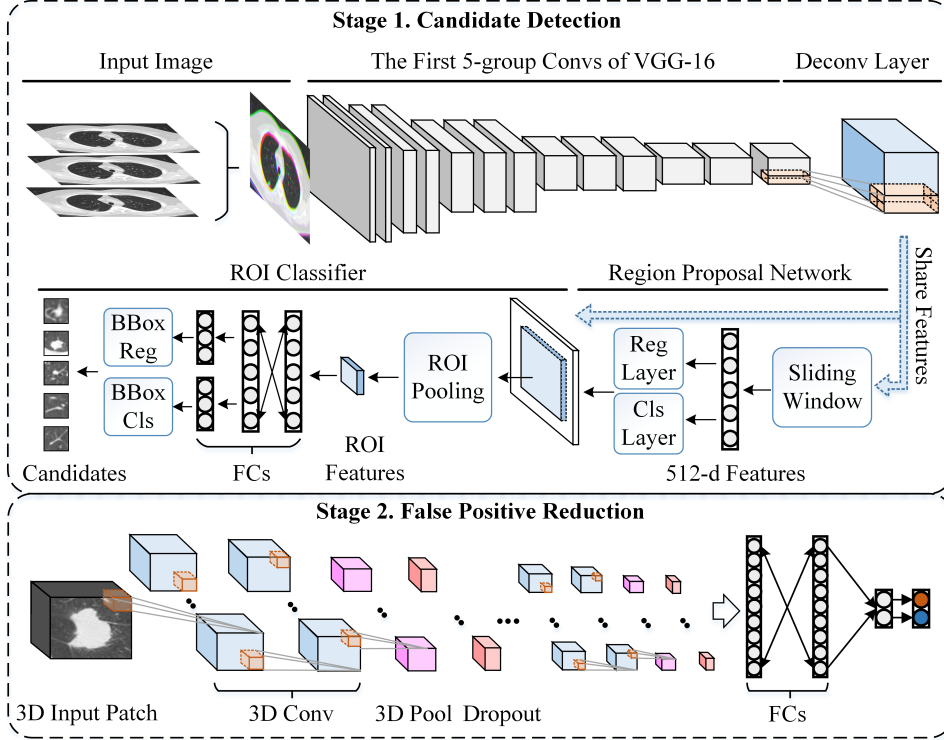 Stage 1. Candidate Detection
Input Image
The First 5-group Convs of VGG-16
Deconv Layer
Share Features
ROI Classifier
Region Proposal Network
BBox
Reg
BBox
Cls
ROI
Pooling
Reg
Layer
Cls
Layer
Sliding
Window
Candidates
FCs
ROI
Features
512-d Features
Stage 2. False Positive Reduction
3D Input Patch
3D Conv
3D Pool
Dropout
FCs